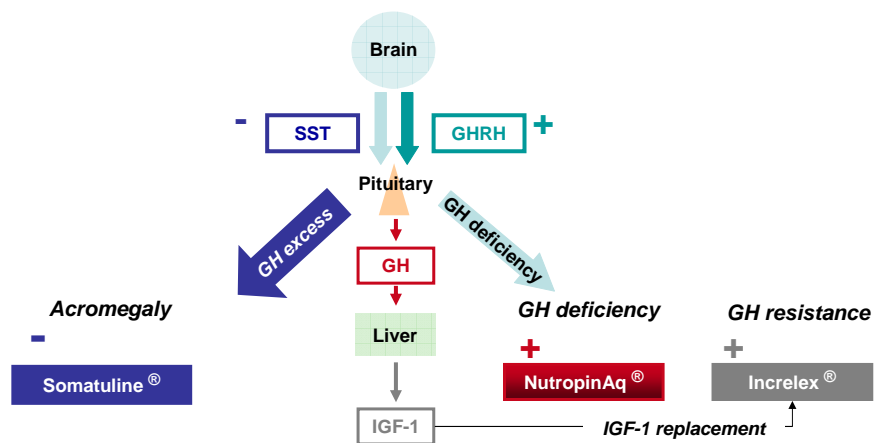 Brain
- SST GHRH +
Pituitary
GH excess
GH deficiency
GH
Acromegaly
GH deficiency
GH resistance
Liver
-
+
+
Somatuline ®
NutropinAq ®
Increlex ®
IGF-1
IGF-1 replacement